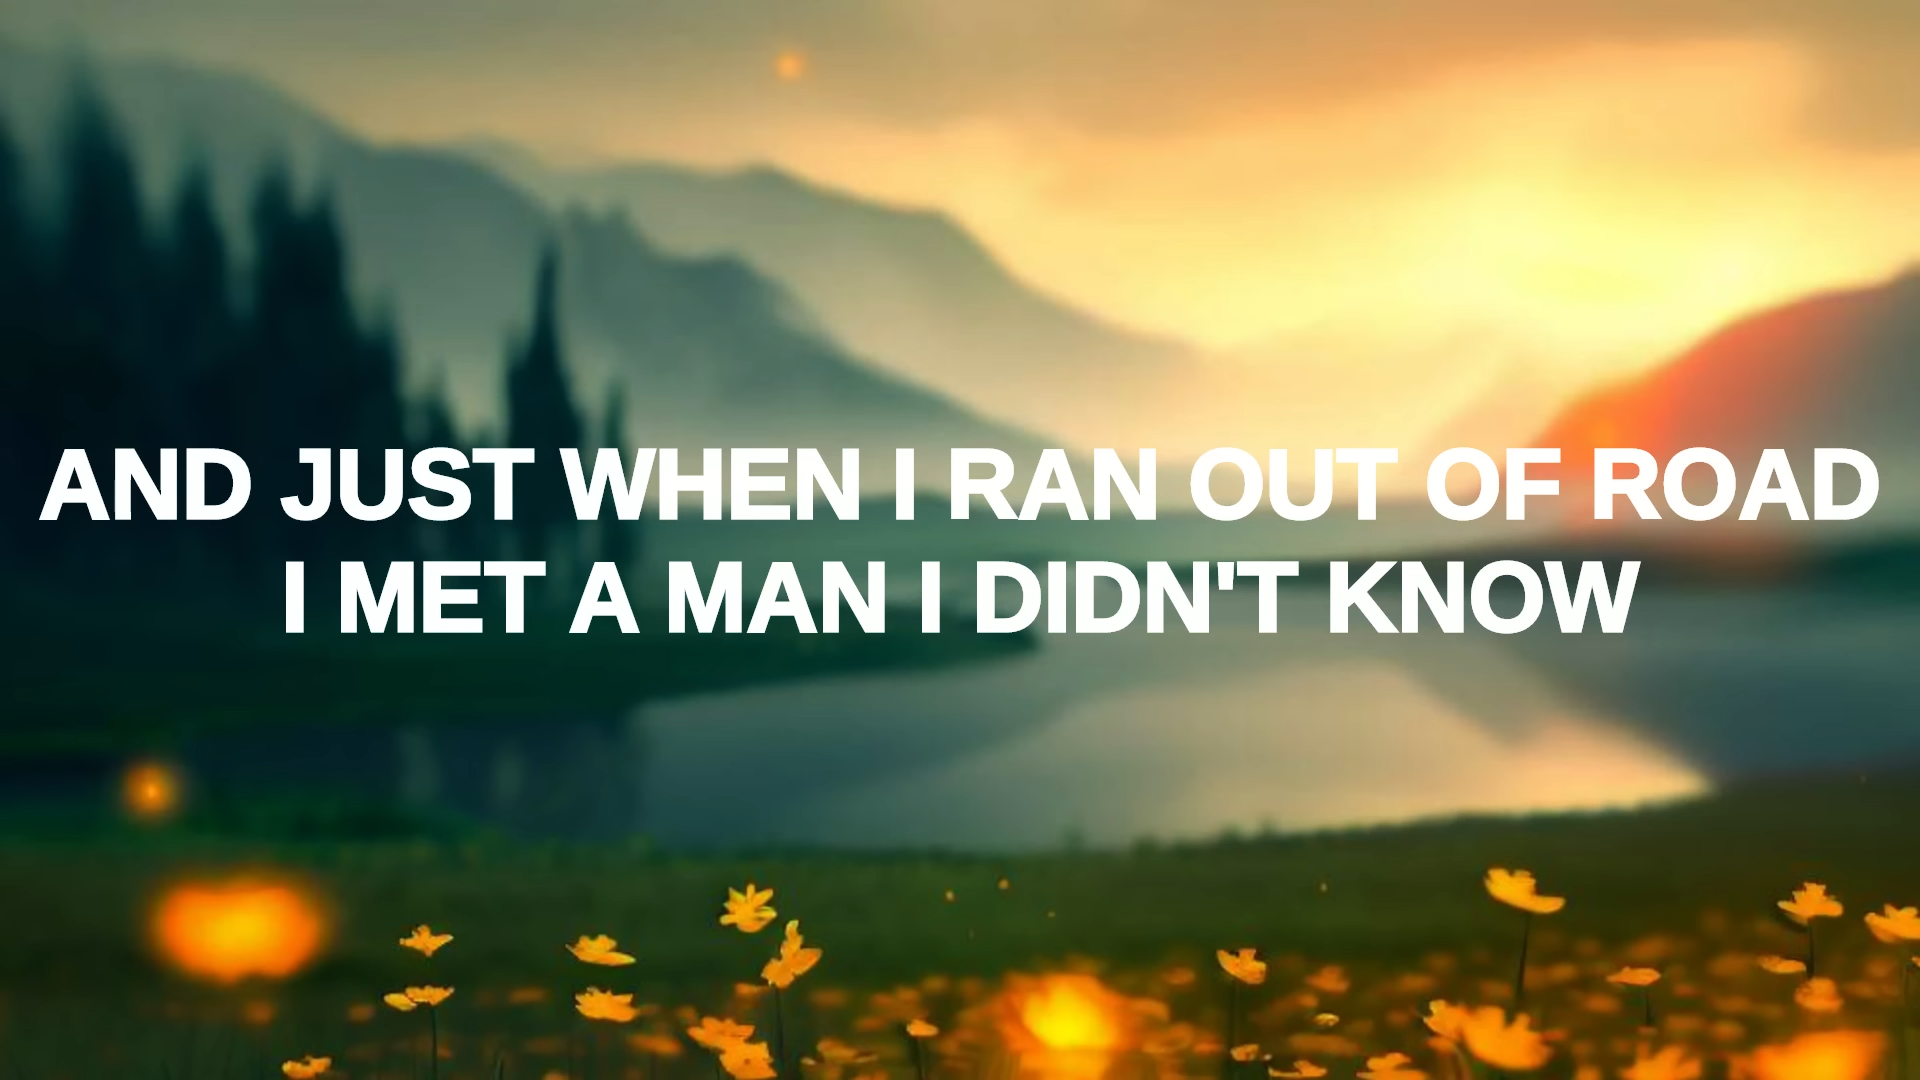 AND JUST WHEN I RAN OUT OF ROAD
I MET A MAN I DIDN'T KNOW